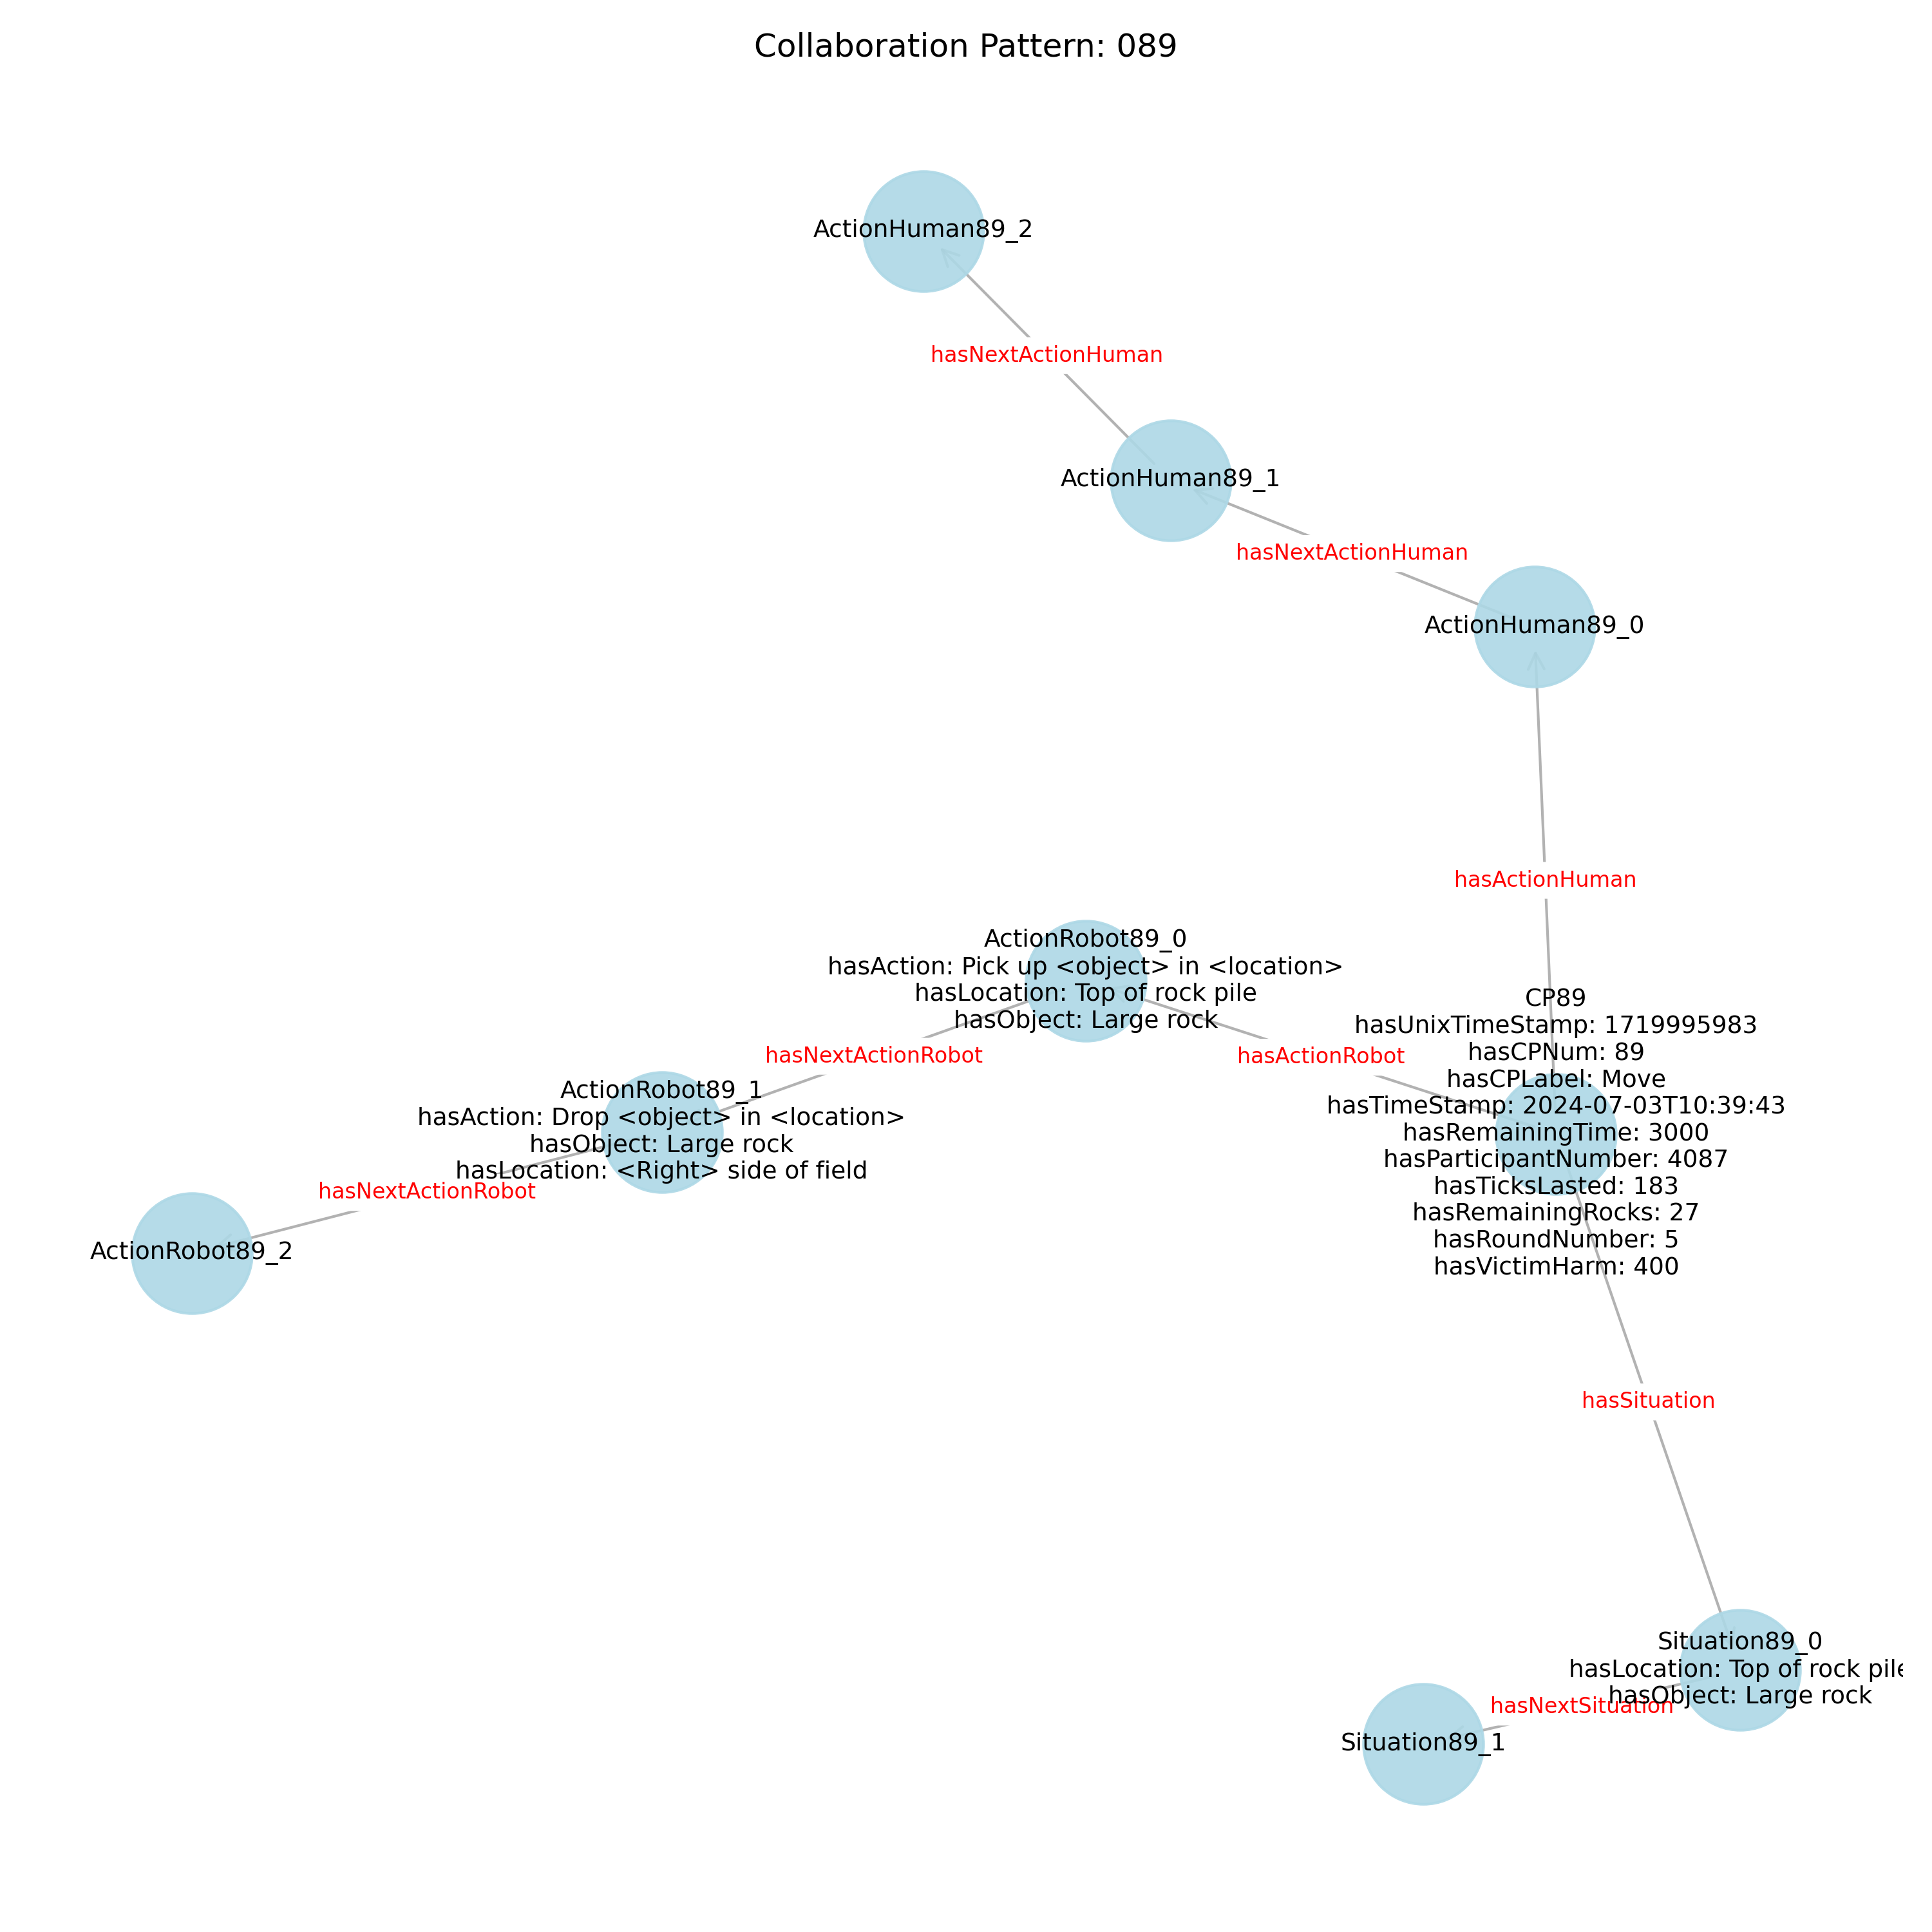 Collaboration Pattern: 089
ActionHuman89_2
hasNextActionHuman
ActionHuman89_1
hasNextActionHuman
ActionHuman89_0
hasActionHuman
ActionRobot89_0
hasAction: Pick up <object> in <location>
hasLocation: Top of rock pile
hasObject: Large rock
hasActionRobot
hasNextActionRobot
CP89
hasUnixTimeStamp: 1719995983
hasCPNum: 89
hasCPLabel: Move
hasTimeStamp: 2024-07-03T10:39:43
hasRemainingTime: 3000
hasParticipantNumber: 4087
hasTicksLasted: 183
hasRemainingRocks: 27
hasRoundNumber: 5
hasVictimHarm: 400
ActionRobot89_1
hasAction: Drop <object> in <location>
hasObject: Large rock
hasLocation: <Right> side of field
hasNextActionRobot
ActionRobot89_2
hasSituation
Situation89_0
hasLocation: Top of rock pile
hasObject: Large rock
hasNextSituation
Situation89_1